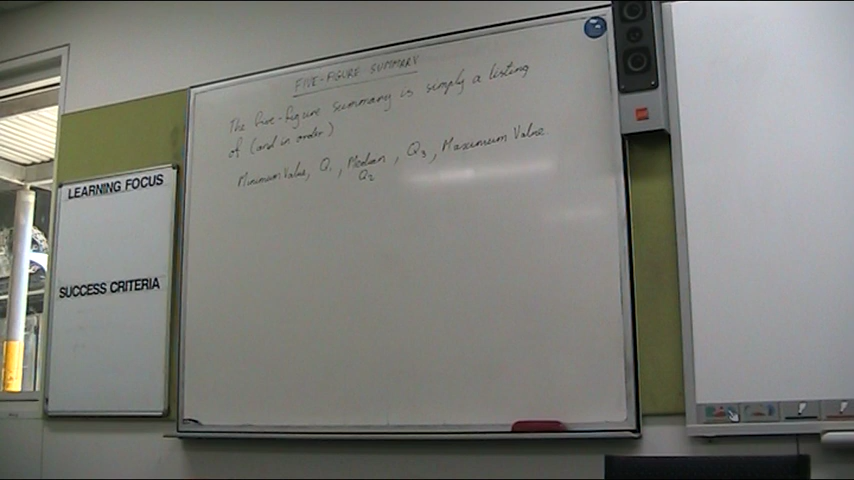 FIVE-FIGURE SUMMARY
The five-figure summary is simply a listing
of (and in order)
Minimum Value, Q1, Median, Q3, Maximum Value
Q2
LEARNING FOCUS
SUCCESS CRITERIA